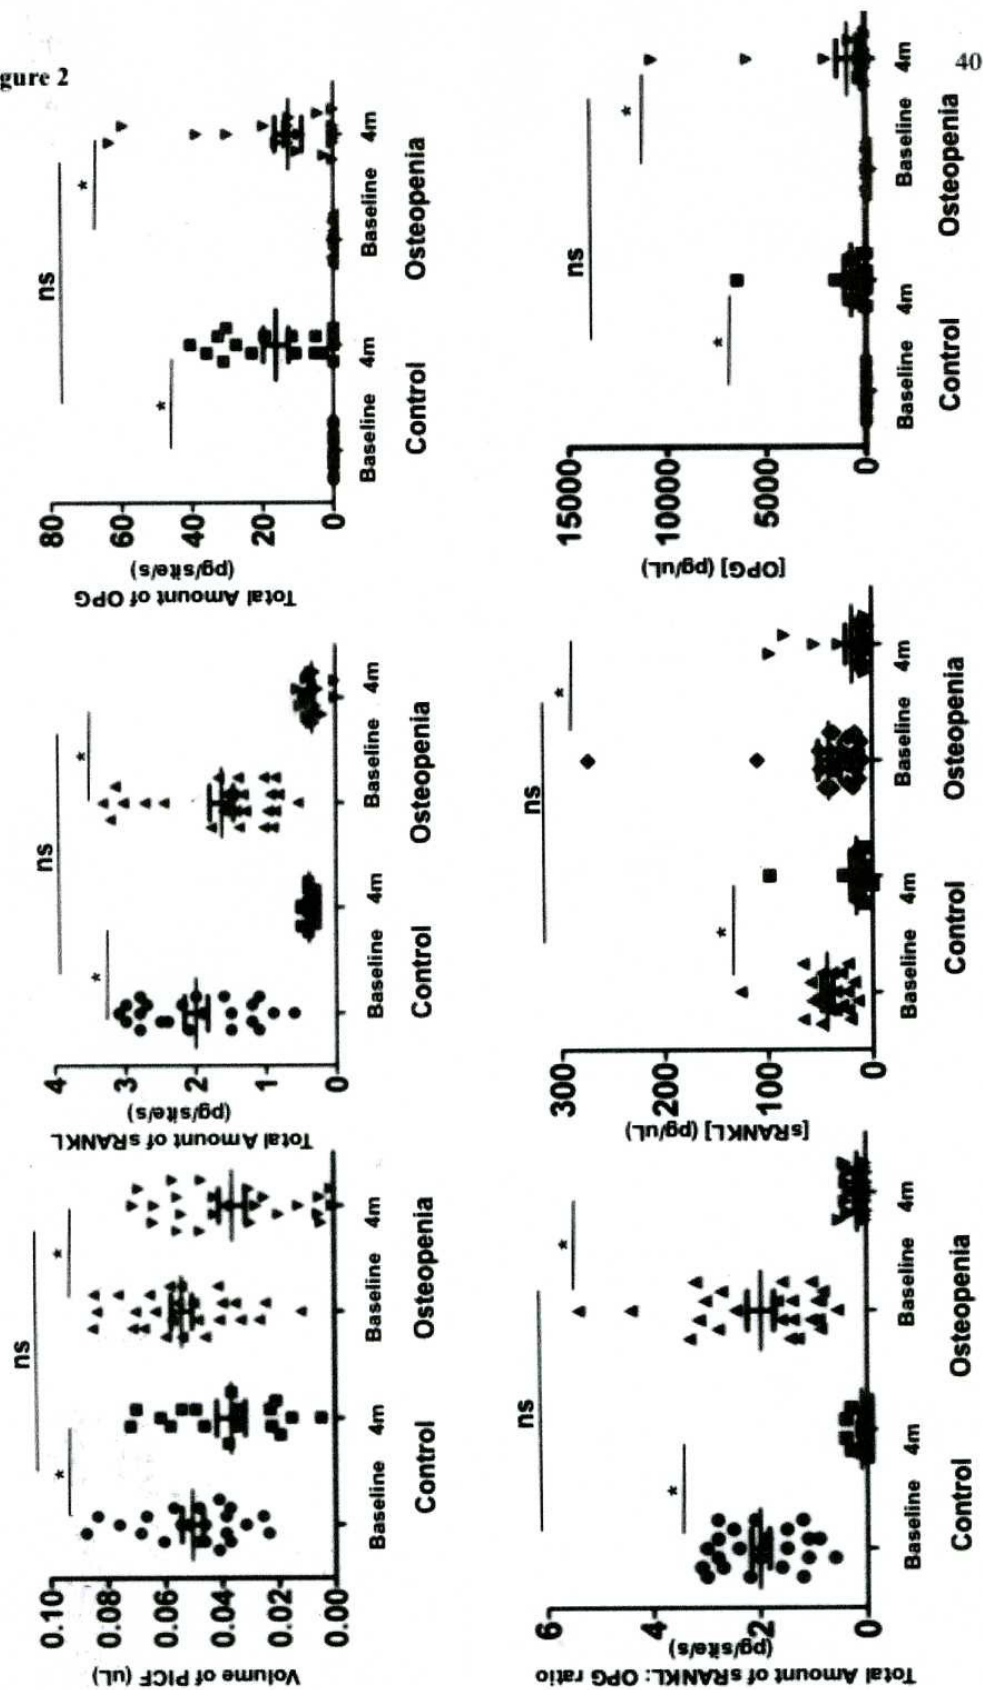 gure 2
40
Volume of PICF (uL)
0.10
0.08
0.06
0.04
0.02
0.00
ns
*
*
Baseline 4m Baseline 4m
Control Osteopenia
Total Amount of sRANKL
(pg/site/s)
4
3
2
1
0
ns
*
*
Baseline 4m Baseline 4m
Control Osteopenia
Total Amount of OPG
(pg/site/s)
80
60
40
20
0
ns
*
*
Baseline 4m Baseline 4m
Control Osteopenia
Total Amount of sRANKL: OPG ratio
(pg/site/s)
6
4
2
0
ns
*
*
Baseline 4m Baseline 4m
Control Osteopenia
[sRANKL] (pg/uL)
300
200
100
0
ns
*
*
Baseline 4m Baseline 4m
Control Osteopenia
[OPG] (pg/uL)
15000
10000
5000
0
ns
*
*
Baseline 4m Baseline 4m
Control Osteopenia